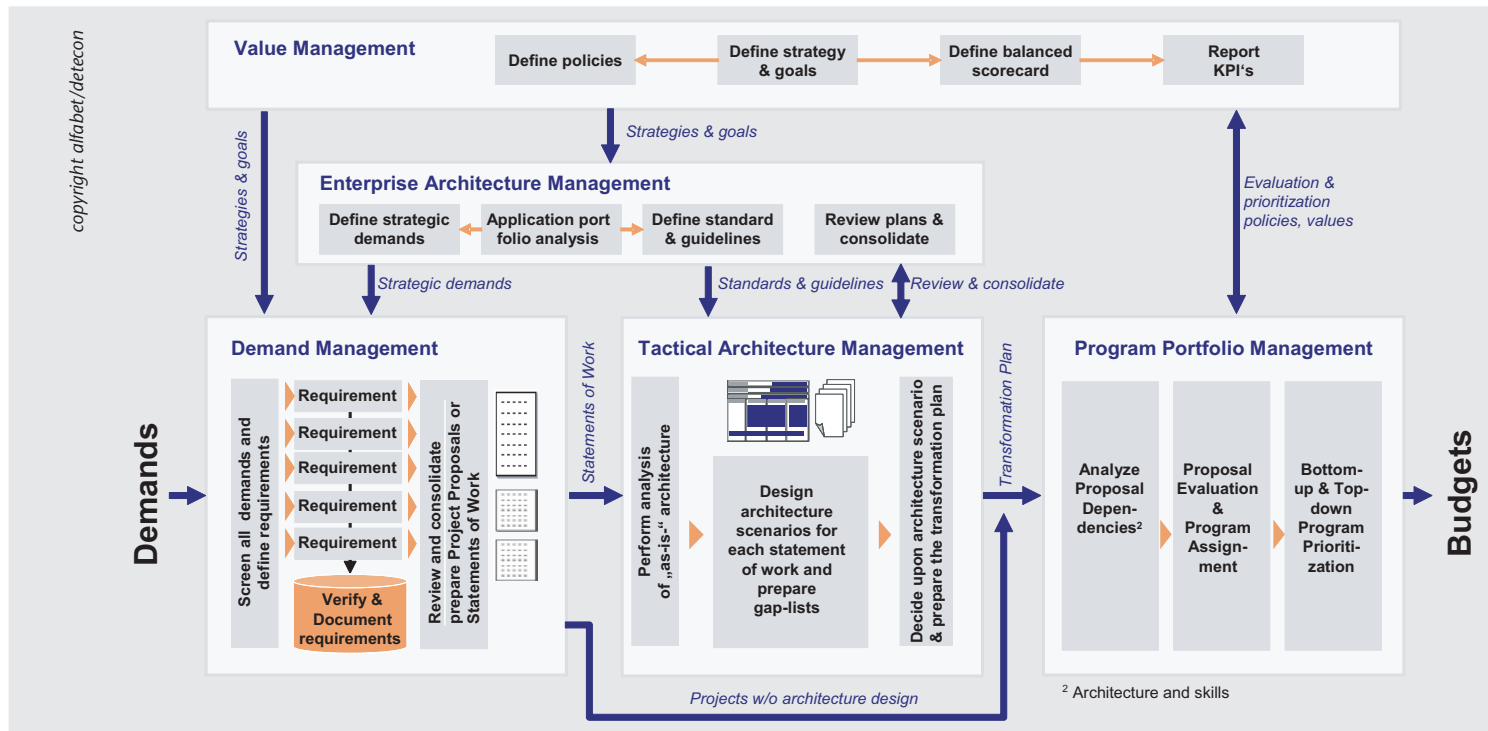 copyright alfabet/detecon
Value Management
Define policies
Define strategy
& goals
Define balanced
scorecard
Report
KPI‘s
Strategies & goals
Strategies & goals
Evaluation &
prioritization
policies, values
Enterprise Architecture Management
Define strategic
demands
Application port
folio analysis
Define standard
& guidelines
Review plans &
consolidate
Strategic demands
Standards & guidelines
Review & consolidate
Demands
Demand Management
Screen all demands and
define requirements
Requirement
Requirement
Requirement
Requirement
Requirement
Verify &
Document
requirements
Review and consolidate
prepare Project Proposals or
Statements of Work
Statements of Work
Tactical Architecture Management
Perform analysis
of „as-is-“ architecture
Design
architecture
scenarios for
each statement
of work and
prepare
gap-lists
Decide upon architecture scenario
& prepare the transformation plan
Transformation Plan
Projects w/o architecture design
Program Portfolio Management
Analyze
Proposal
Depen-
dencies²
Proposal
Evaluation
&
Program
Assign-
ment
Bottom-
up & Top-
down
Program
Prioriti-
zation
² Architecture and skills
Budgets